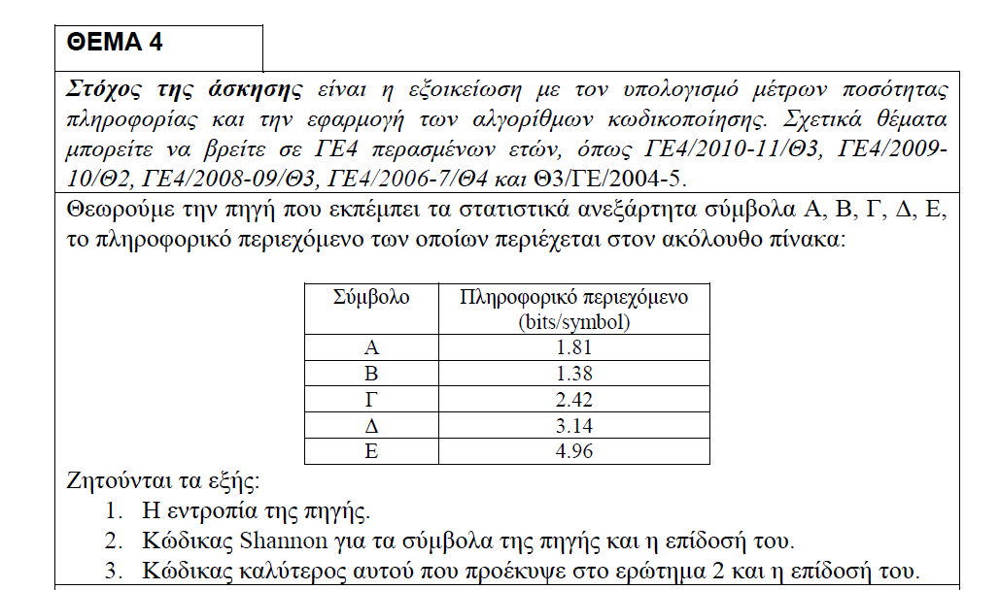 ΘΕΜΑ 4
Στόχος της άσκησης είναι η εξοικείωση με τον υπολογισμό μέτρων ποσότητας
πληροφορίας και την εφαρμογή των αλγορίθμων κωδικοποίησης. Σχετικά θέματα
μπορείτε να βρείτε σε ΓΕ4 περασμένων ετών, όπως ΓΕ4/2010-11/Θ3, ΓΕ4/2009-
10/Θ2, ΓΕ4/2008-09/Θ3, ΓΕ4/2006-7/Θ4 και Θ3/ΓΕ/2004-5.
Θεωρούμε την πηγή που εκπέμπει τα στατιστικά ανεξάρτητα σύμβολα Α, Β, Γ, Δ, Ε,
το πληροφορικό περιεχόμενο των οποίων περιέχεται στον ακόλουθο πίνακα:
Σύμβολο Πληροφορικό περιεχόμενο
(bits/symbol)
Α 1.81
Β 1.38
Γ 2.42
Δ 3.14
Ε 4.96
Ζητούνται τα εξής:
1. Η εντροπία της πηγής.
2. Κώδικας Shannon για τα σύμβολα της πηγής και η επίδοσή του.
3. Κώδικας καλύτερος αυτού που προέκυψε στο ερώτημα 2 και η επίδοσή του.